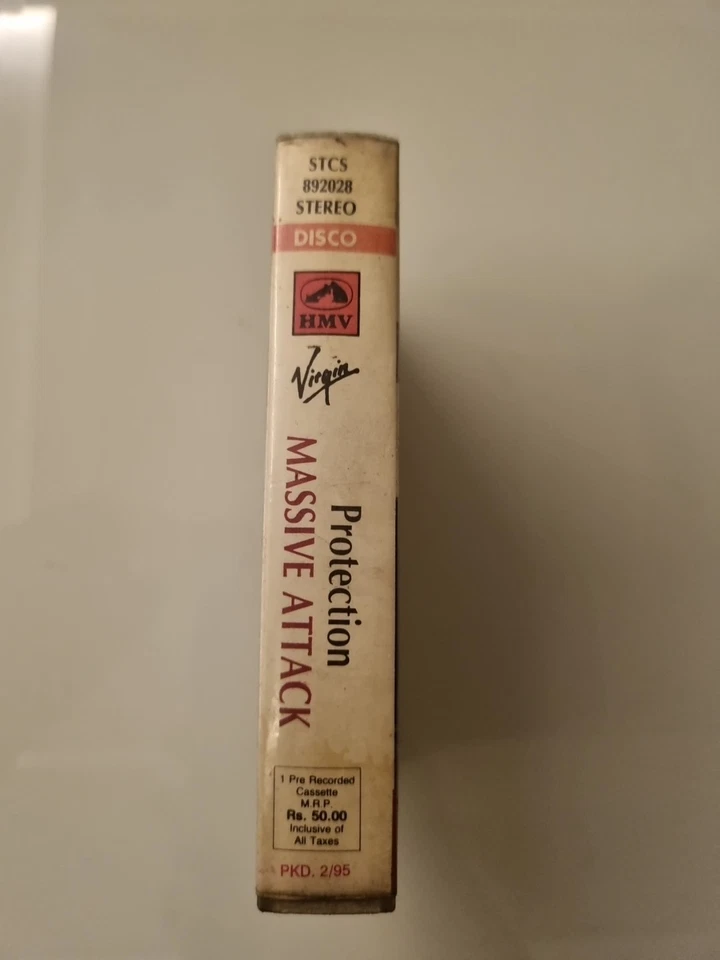 STCS
892028
STEREO
DISCO
HMV
Virgin
Protection
MASSIVE ATTACK
1 Pre Recorded
Cassette
M.R.P.
Rs. 50.00
Inclusive of
All Taxes
PKD. 2/95